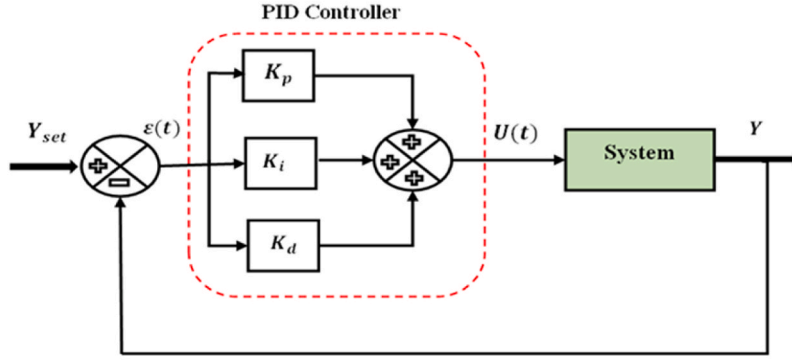 PID Controller
K_p
Y_set
ε(t)
K_i
U(t)
System
Y
K_d